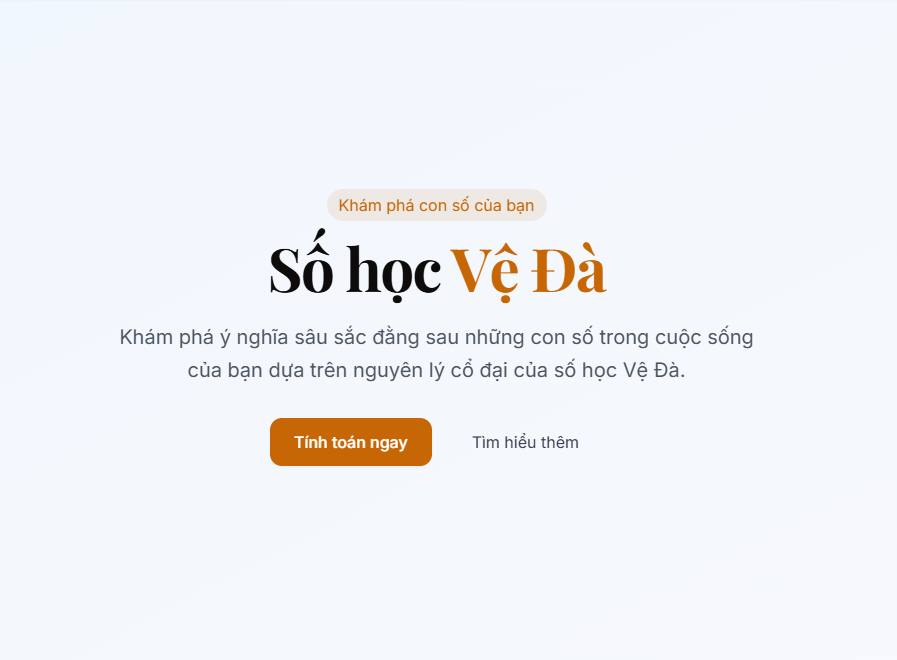 Khám phá con số của bạn
Số học Vệ Đà
Khám phá ý nghĩa sâu sắc đằng sau những con số trong cuộc sống
của bạn dựa trên nguyên lý cổ đại của số học Vệ Đà.
Tính toán ngay
Tìm hiểu thêm